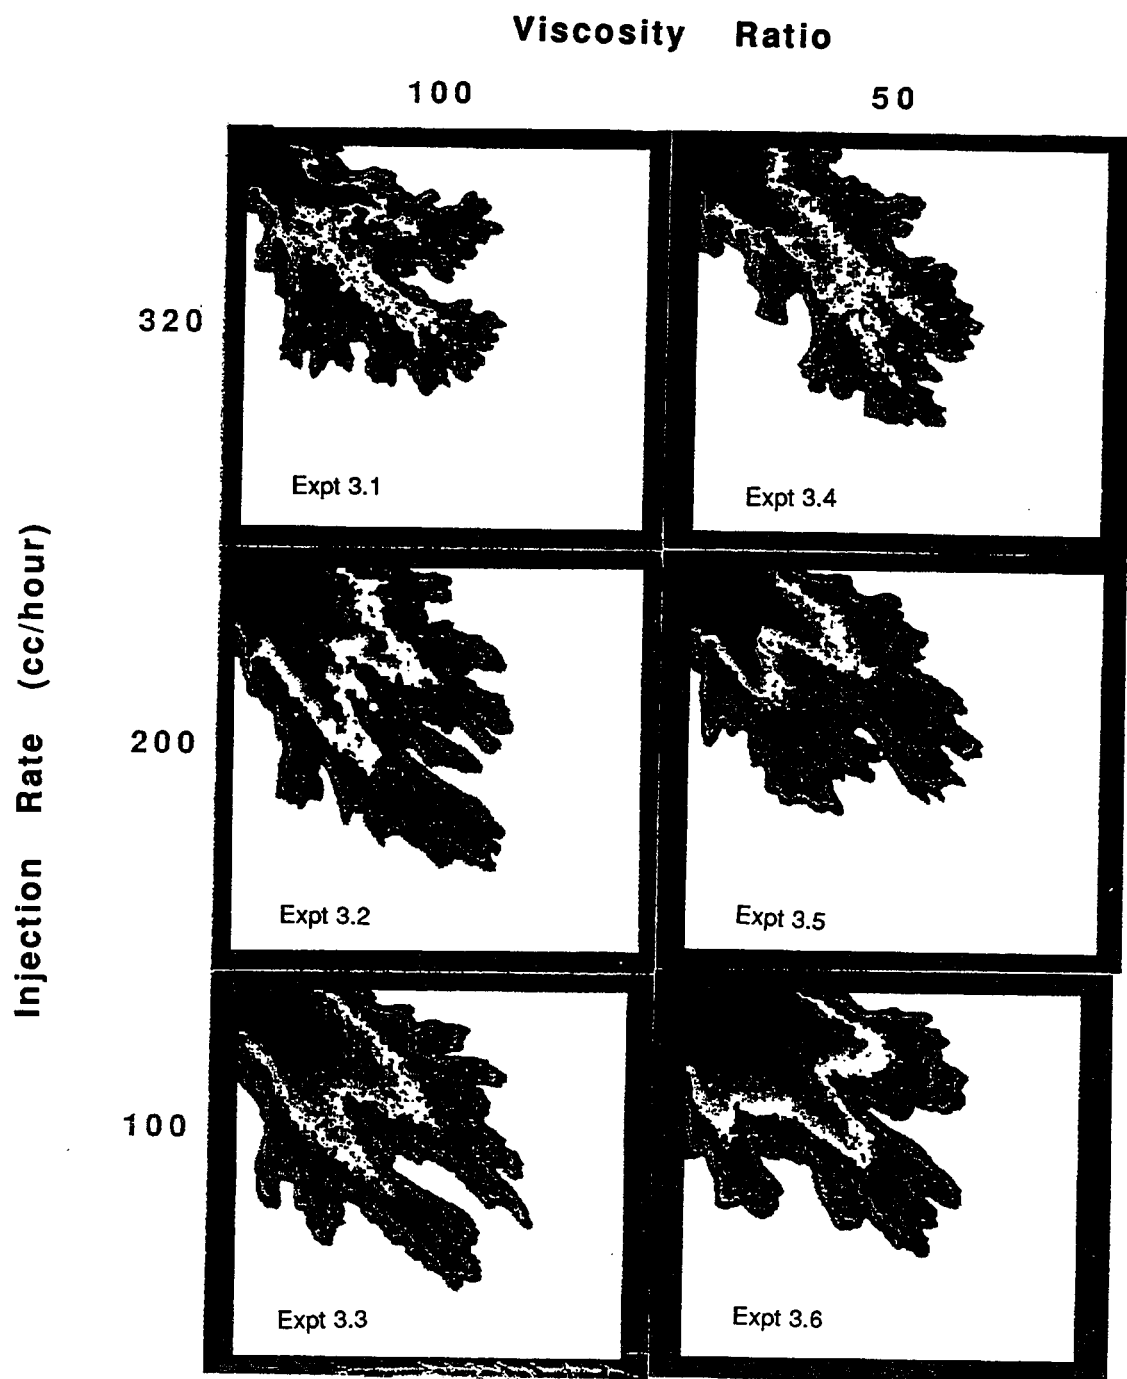 Viscosity Ratio
100 50
320
Expt 3.1 Expt 3.4
Injection Rate (cc/hour)
200
Expt 3.2 Expt 3.5
100
Expt 3.3 Expt 3.6